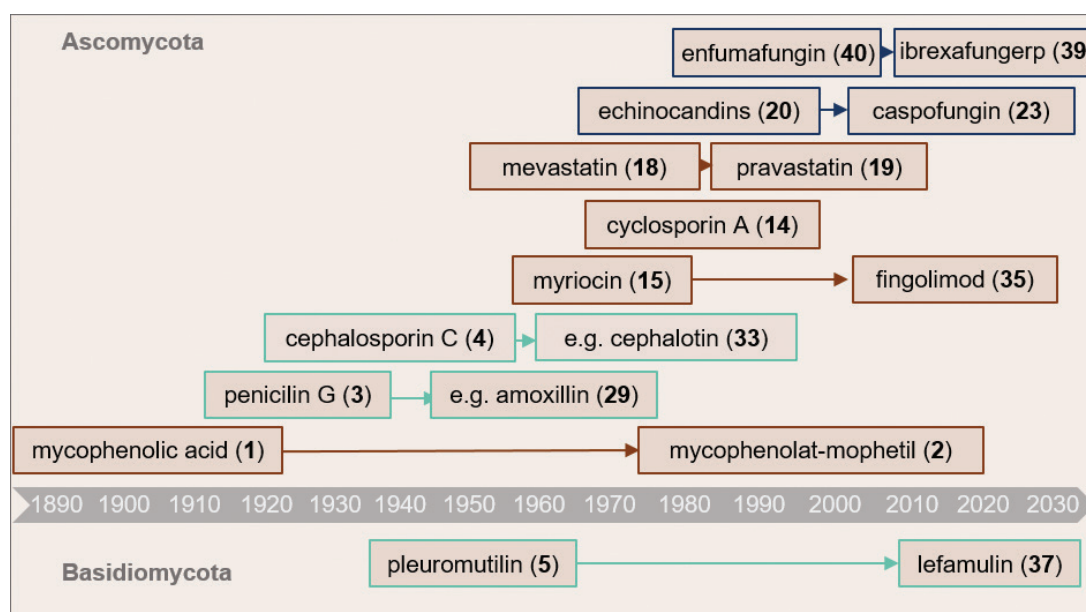 Ascomycota
enfumafungin (40)
ibrexafungerp (39
echinocandins (20)
caspofungin (23)
mevastatin (18)
pravastatin (19)
cyclosporin A (14)
myriocin (15)
fingolimod (35)
cephalosporin C (4)
e.g. cephalotin (33)
penicilin G (3)
e.g. amoxillin (29)
mycophenolic acid (1)
mycophenolat-mophetil (2)
1890 1900 1910 1920 1930 1940 1950 1960 1970 1980 1990 2000 2010 2020 2030
pleuromutilin (5)
lefamulin (37)
Basidiomycota